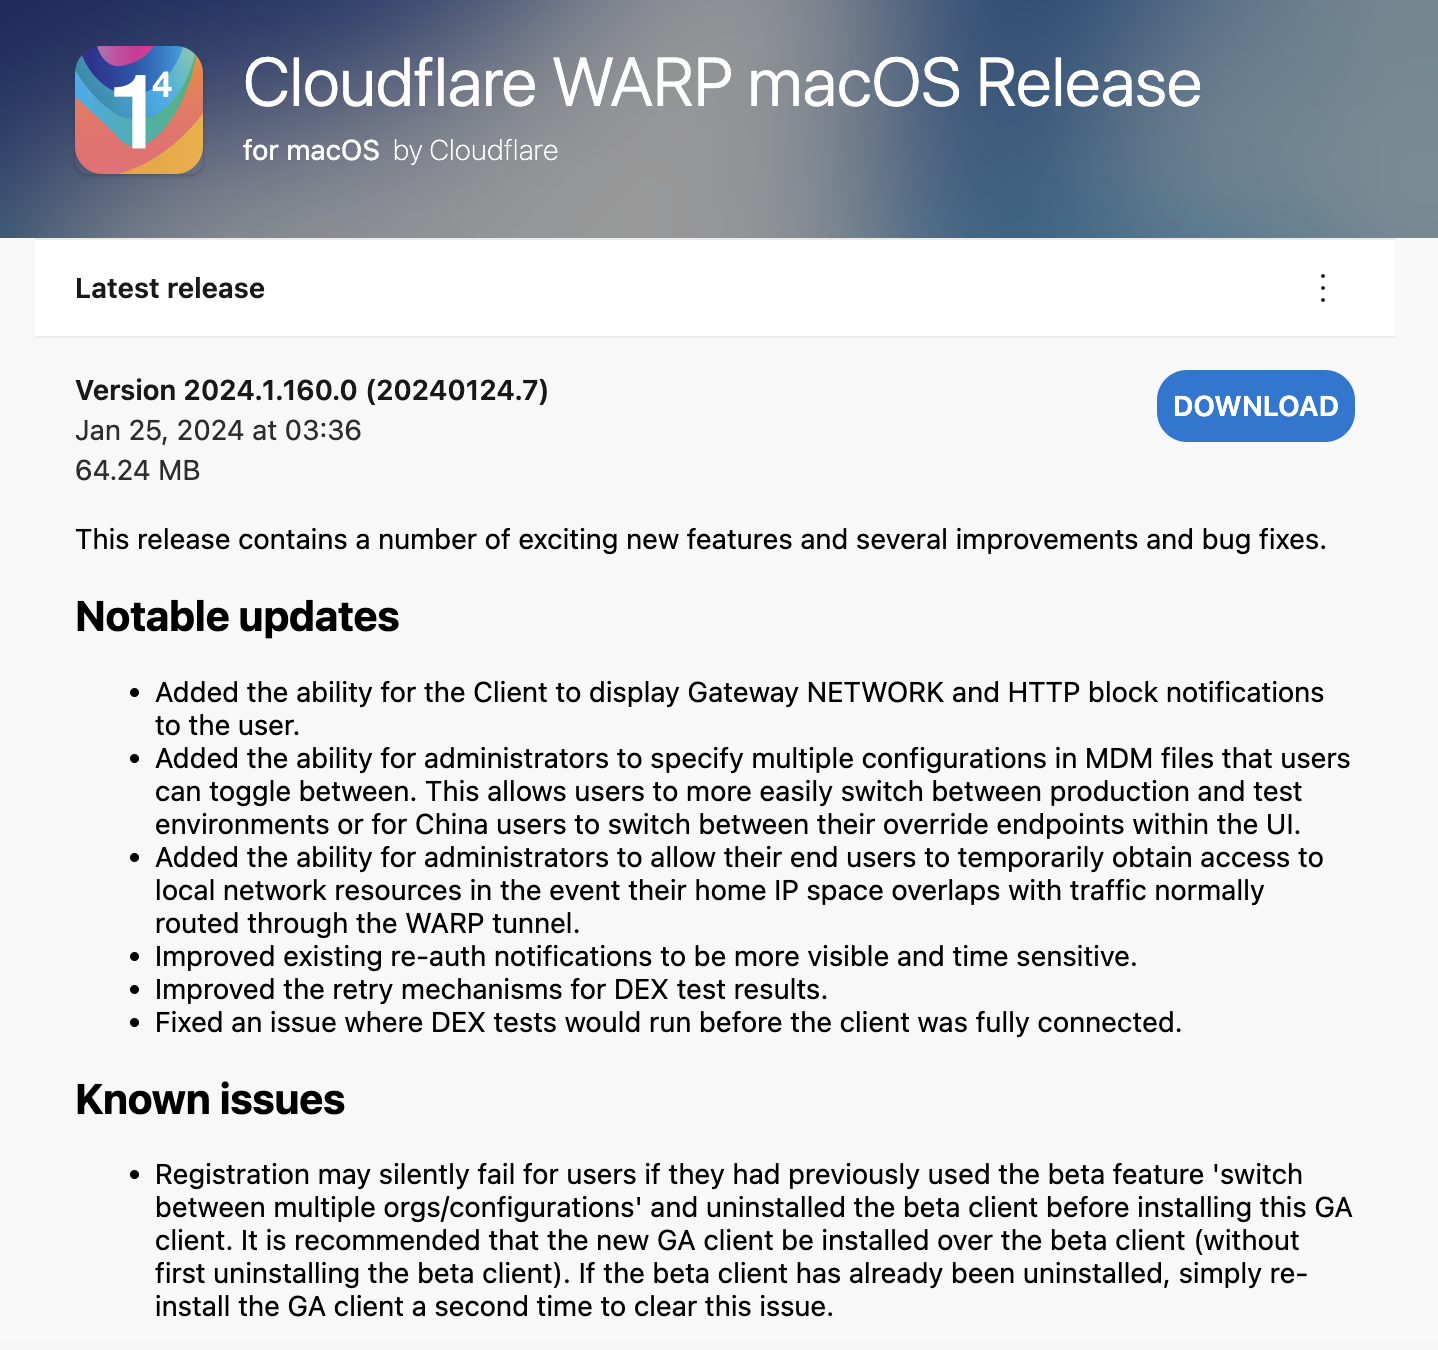 1⁴
Cloudflare WARP macOS Release
for macOS by Cloudflare
Latest release
Version 2024.1.160.0 (20240124.7)
DOWNLOAD
Jan 25, 2024 at 03:36
64.24 MB
This release contains a number of exciting new features and several improvements and bug fixes.
Notable updates
• Added the ability for the Client to display Gateway NETWORK and HTTP block notifications
to the user.
• Added the ability for administrators to specify multiple configurations in MDM files that users
can toggle between. This allows users to more easily switch between production and test
environments or for China users to switch between their override endpoints within the UI.
• Added the ability for administrators to allow their end users to temporarily obtain access to
local network resources in the event their home IP space overlaps with traffic normally
routed through the WARP tunnel.
• Improved existing re-auth notifications to be more visible and time sensitive.
• Improved the retry mechanisms for DEX test results.
• Fixed an issue where DEX tests would run before the client was fully connected.
Known issues
• Registration may silently fail for users if they had previously used the beta feature 'switch
between multiple orgs/configurations' and uninstalled the beta client before installing this GA
client. It is recommended that the new GA client be installed over the beta client (without
first uninstalling the beta client). If the beta client has already been uninstalled, simply re-
install the GA client a second time to clear this issue.